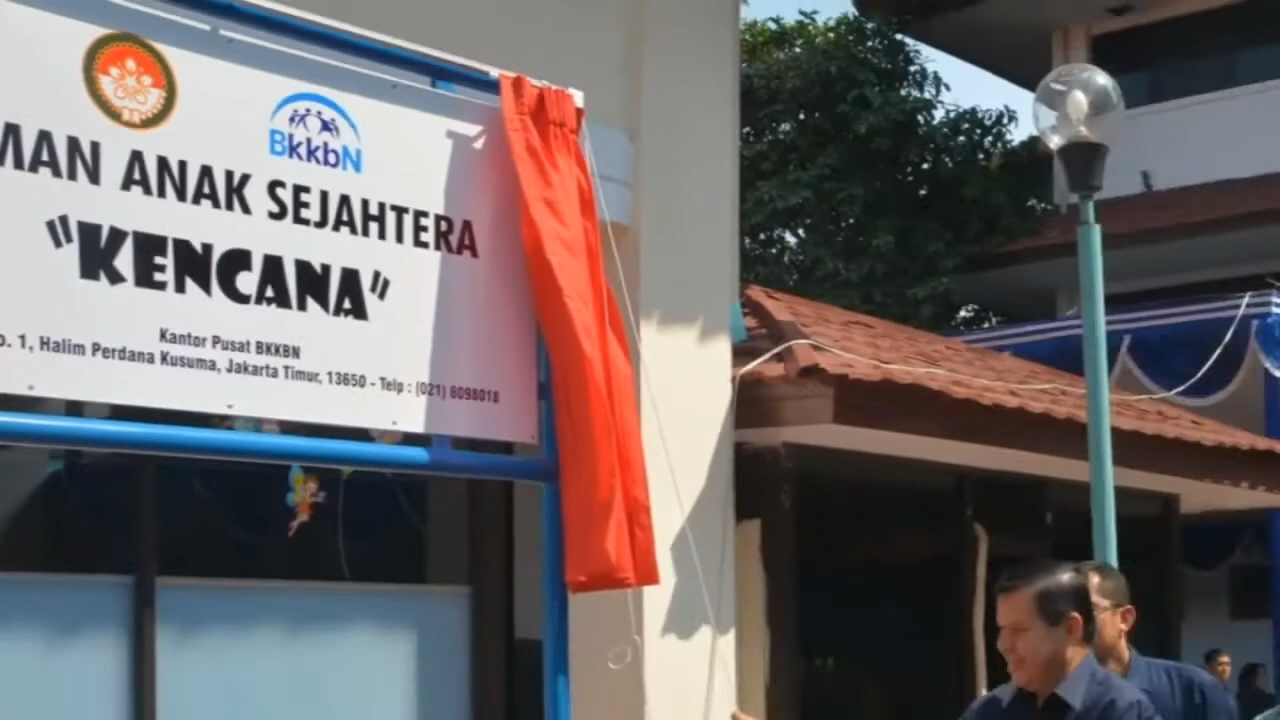 BkkbN
MAN ANAK SEJAHTERA
"KENCANA"
Kantor Pusat BKKBN
o. 1, Halim Perdana Kusuma, Jakarta Timur, 13650 - Telp : (021) 8098018